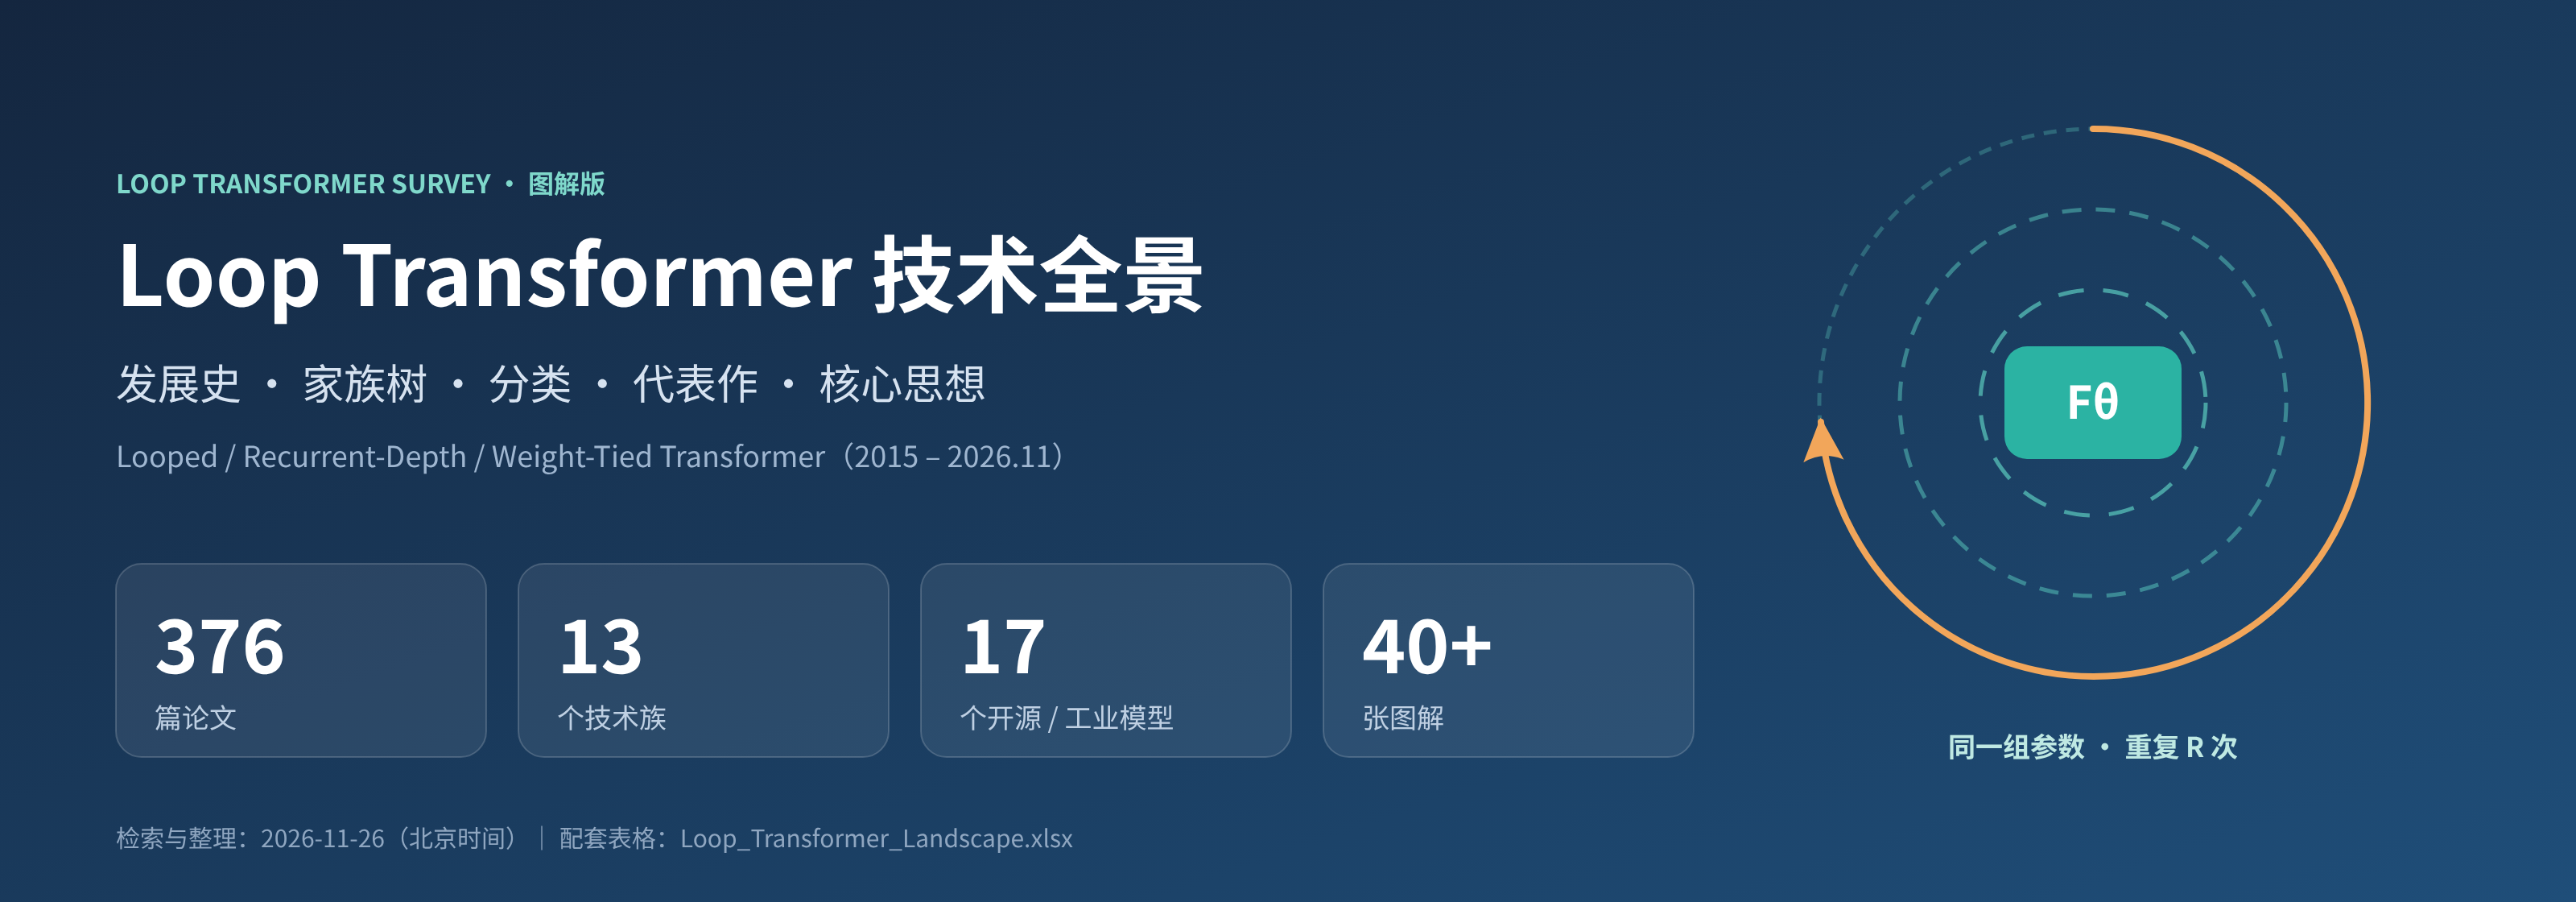 LOOP TRANSFORMER SURVEY · 图解版
Loop Transformer 技术全景
发展史 · 家族树 · 分类 · 代表作 · 核心思想
Looped / Recurrent-Depth / Weight-Tied Transformer（2015 – 2026.11）
376
篇论文
13
个技术族
17
个开源 / 工业模型
40+
张图解
Fθ
同一组参数 · 重复 R 次
检索与整理：2026-11-26（北京时间）｜ 配套表格：Loop_Transformer_Landscape.xlsx